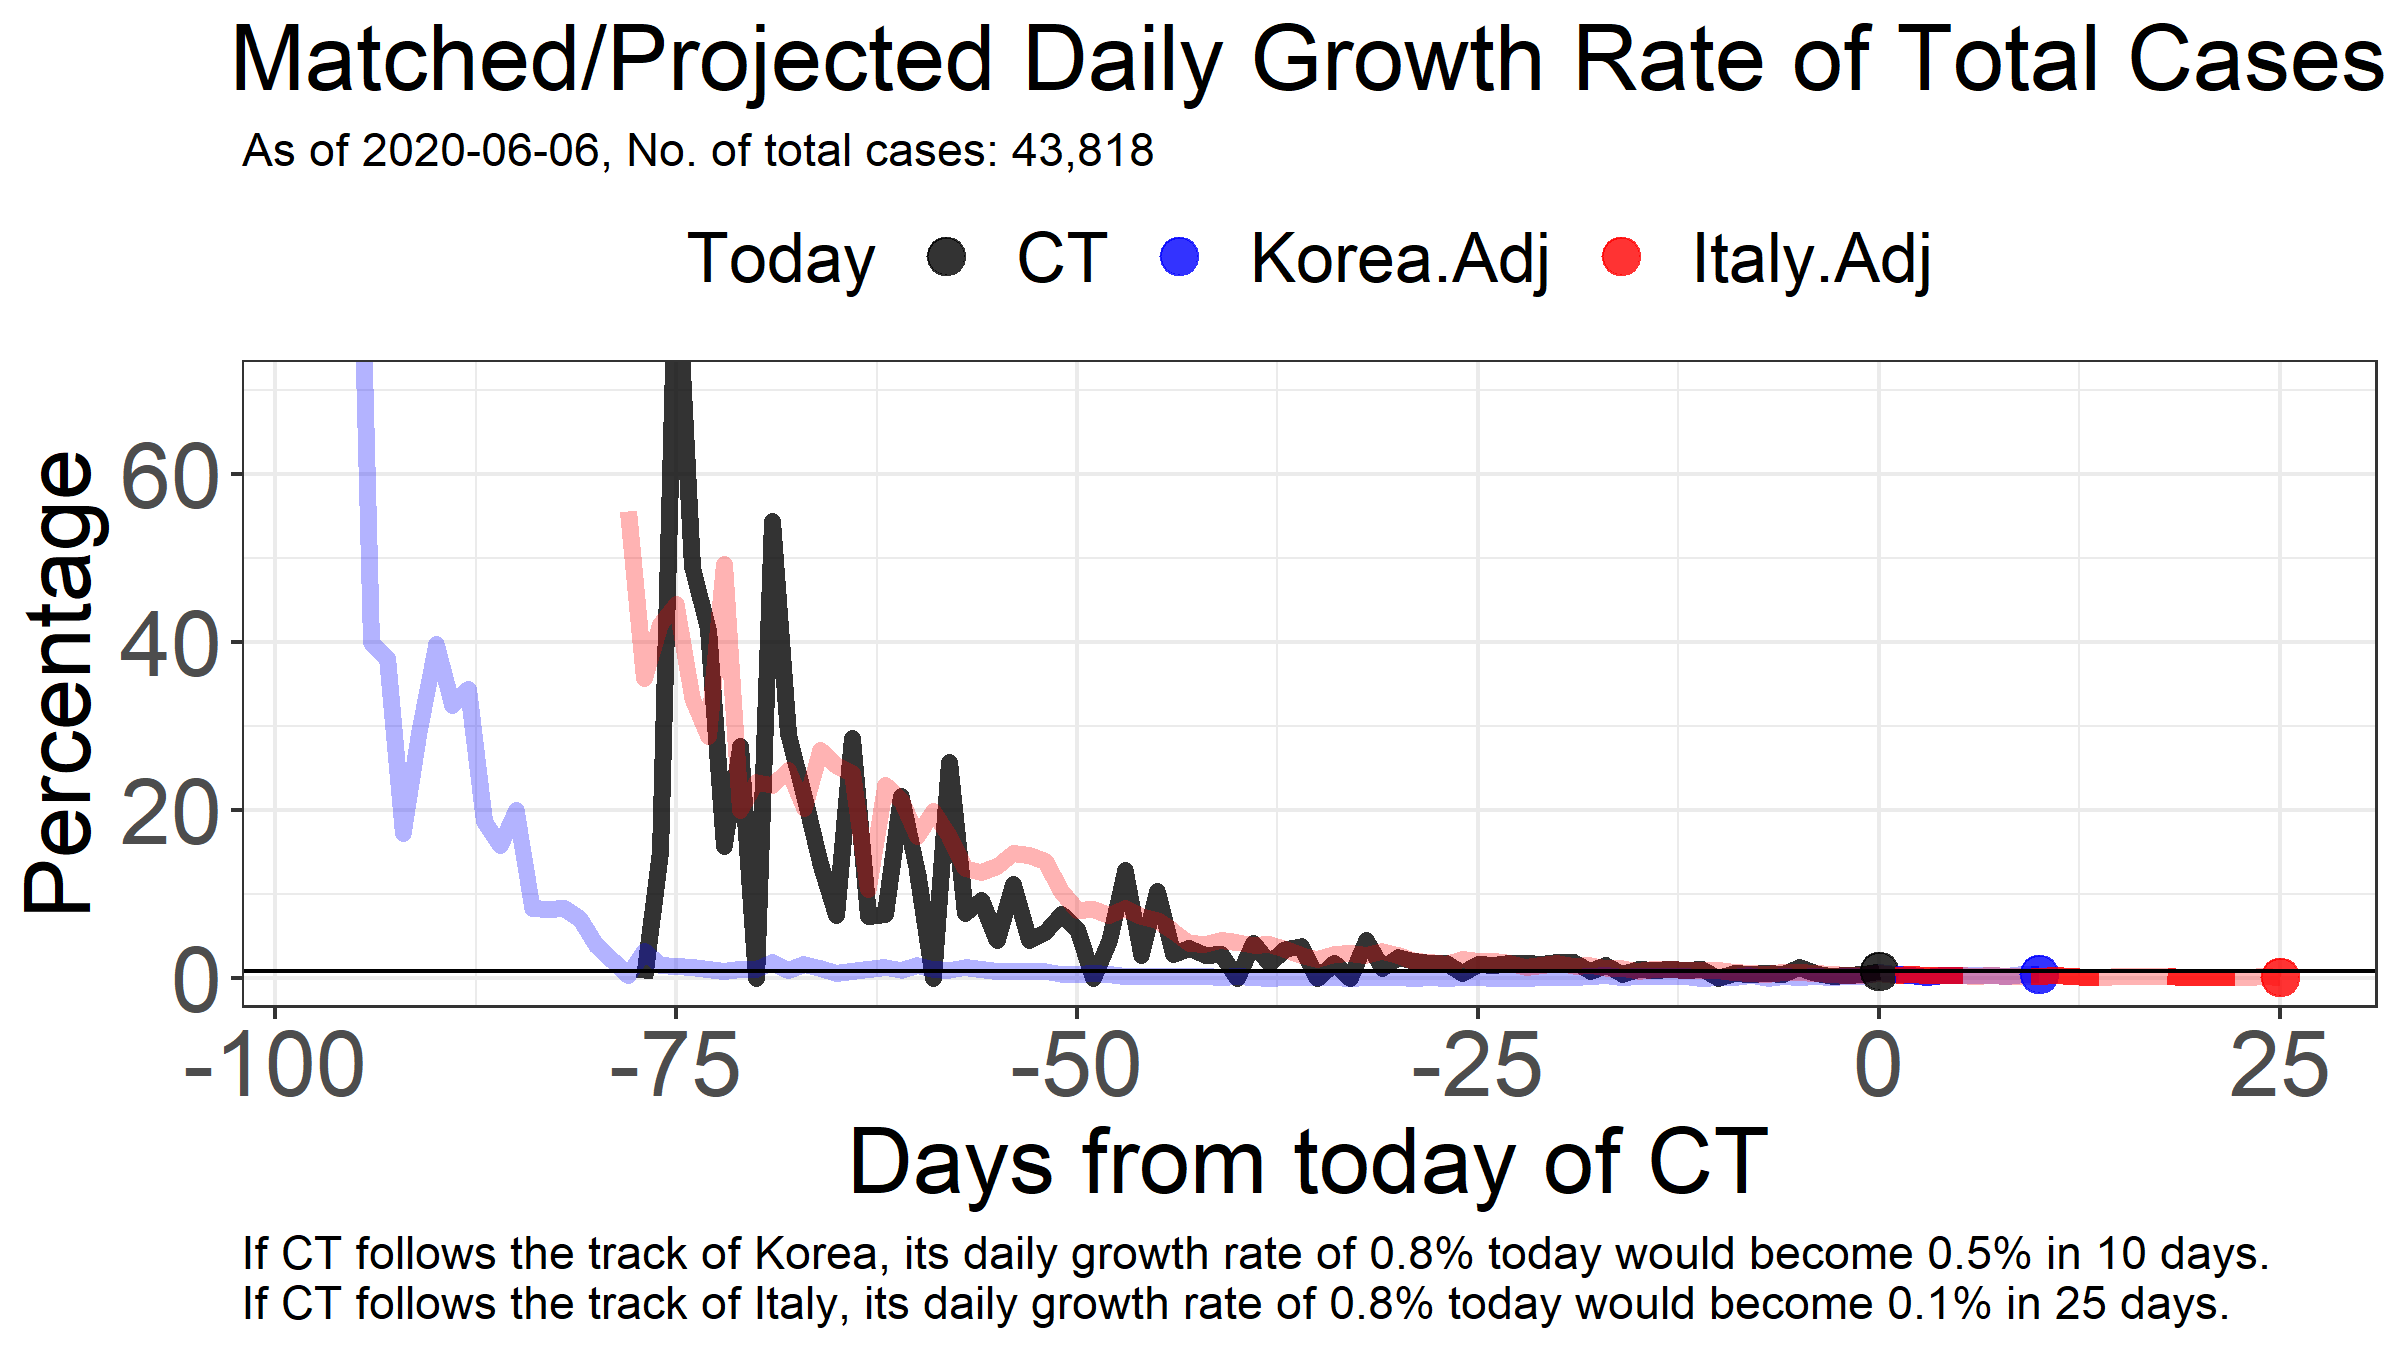 Matched/Projected Daily Growth Rate of Total Cases
As of 2020-06-06, No. of total cases: 43,818
Today CT Korea.Adj Italy.Adj
Percentage
60
40
20
0
-100 -75 -50 -25 0 25
Days from today of CT
If CT follows the track of Korea, its daily growth rate of 0.8% today would become 0.5% in 10 days.
If CT follows the track of Italy, its daily growth rate of 0.8% today would become 0.1% in 25 days.